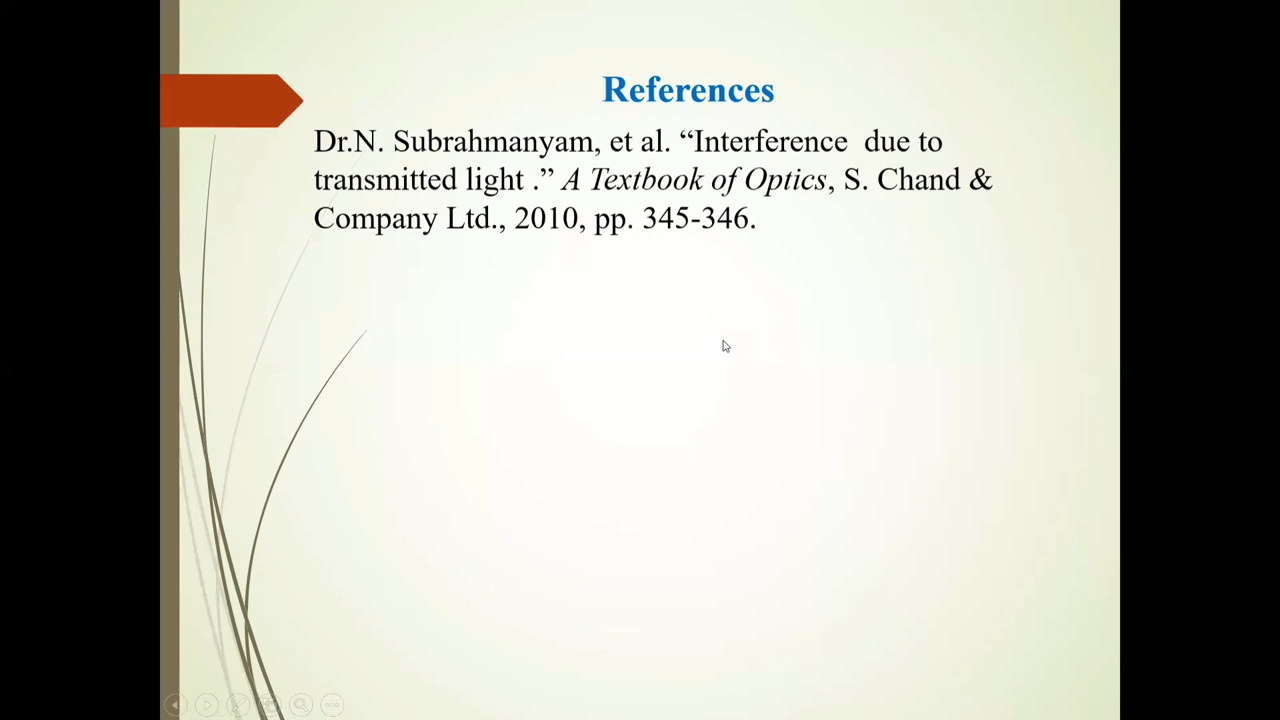 References
Dr.N. Subrahmanyam, et al. “Interference  due to
transmitted light .” A Textbook of Optics, S. Chand &
Company Ltd., 2010, pp. 345-346.